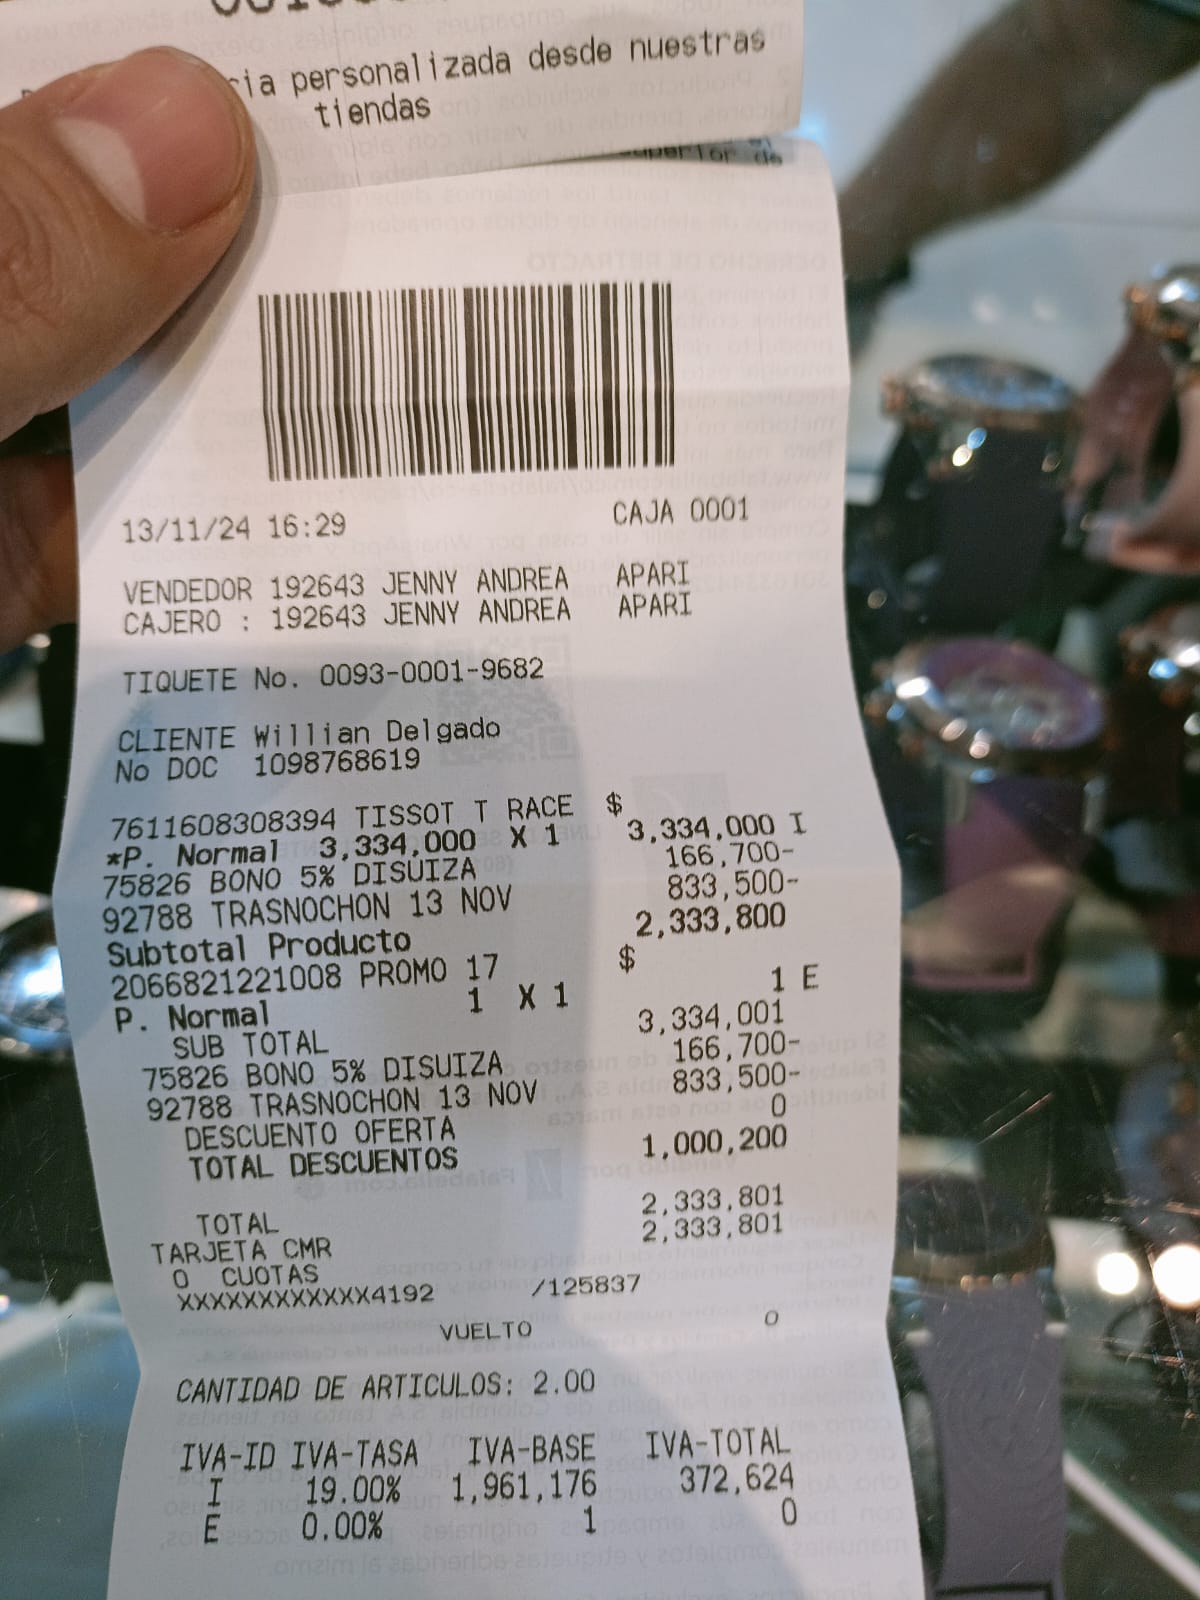 ia personalizada desde nuestras
tiendas
superior de
13/11/24 16:29 CAJA 0001
VENDEDOR 192643 JENNY ANDREA APARI
CAJERO : 192643 JENNY ANDREA APARI
TIQUETE No. 0093-0001-9682
CLIENTE Willian Delgado
No DOC 1098768619
7611608308394 TISSOT T RACE $
*P. Normal 3,334,000 X 1 3,334,000 I
75826 BONO 5% DISUIZA 166,700-
92788 TRASNOCHON 13 NOV 833,500-
Subtotal Producto 2,333,800
2066821221008 PROMO 17 $
P. Normal 1 X 1 1 E
SUB TOTAL 3,334,001
75826 BONO 5% DISUIZA 166,700-
92788 TRASNOCHON 13 NOV 833,500-
DESCUENTO OFERTA 0
TOTAL DESCUENTOS 1,000,200
TOTAL 2,333,801
TARJETA CMR 2,333,801
0 CUOTAS
XXXXXXXXXXXX4192 /125837
VUELTO 0
CANTIDAD DE ARTICULOS: 2.00
IVA-ID IVA-TASA IVA-BASE IVA-TOTAL
I 19.00% 1,961,176 372,624
E 0.00% 1 0